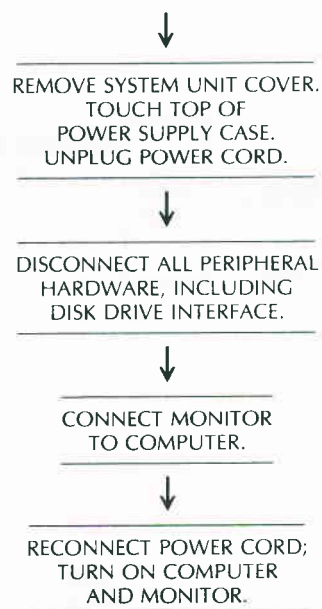 REMOVE SYSTEM UNIT COVER.
TOUCH TOP OF
POWER SUPPLY CASE.
UNPLUG POWER CORD.
DISCONNECT ALL PERIPHERAL
HARDWARE, INCLUDING
DISK DRIVE INTERFACE.
CONNECT MONITOR
TO COMPUTER.
RECONNECT POWER CORD;
TURN ON COMPUTER
AND MONITOR.